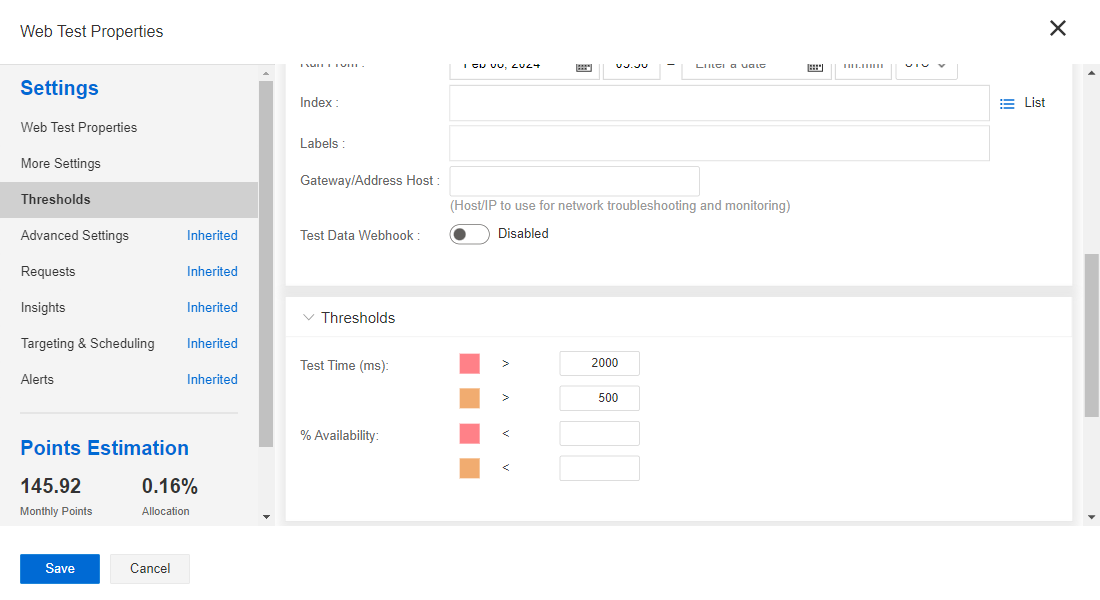 Web Test Properties
Settings
Web Test Properties
More Settings
Thresholds
Advanced Settings Inherited
Requests Inherited
Insights Inherited
Targeting & Scheduling Inherited
Alerts Inherited
Points Estimation
145.92 0.16%
Monthly Points Allocation
Run From : Feb 08, 2024 – Enter a date hh:mm UTC
Index : List
Labels :
Gateway/Address Host :
(Host/IP to use for network troubleshooting and monitoring)
Test Data Webhook : Disabled
Thresholds
Test Time (ms): > 2000
> 500
% Availability: <
<
Save Cancel